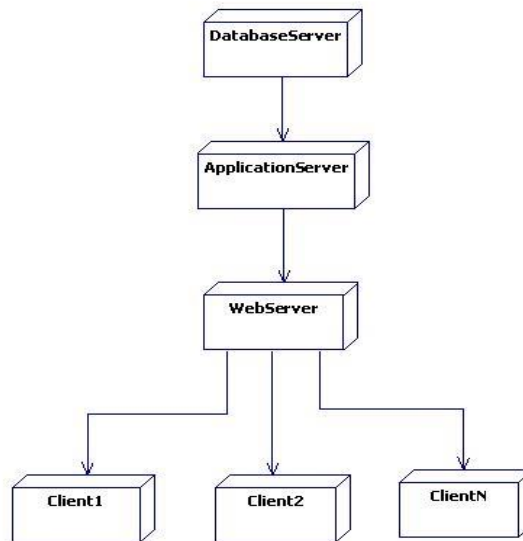 DatabaseServer
ApplicationServer
WebServer
Client1
Client2
ClientN